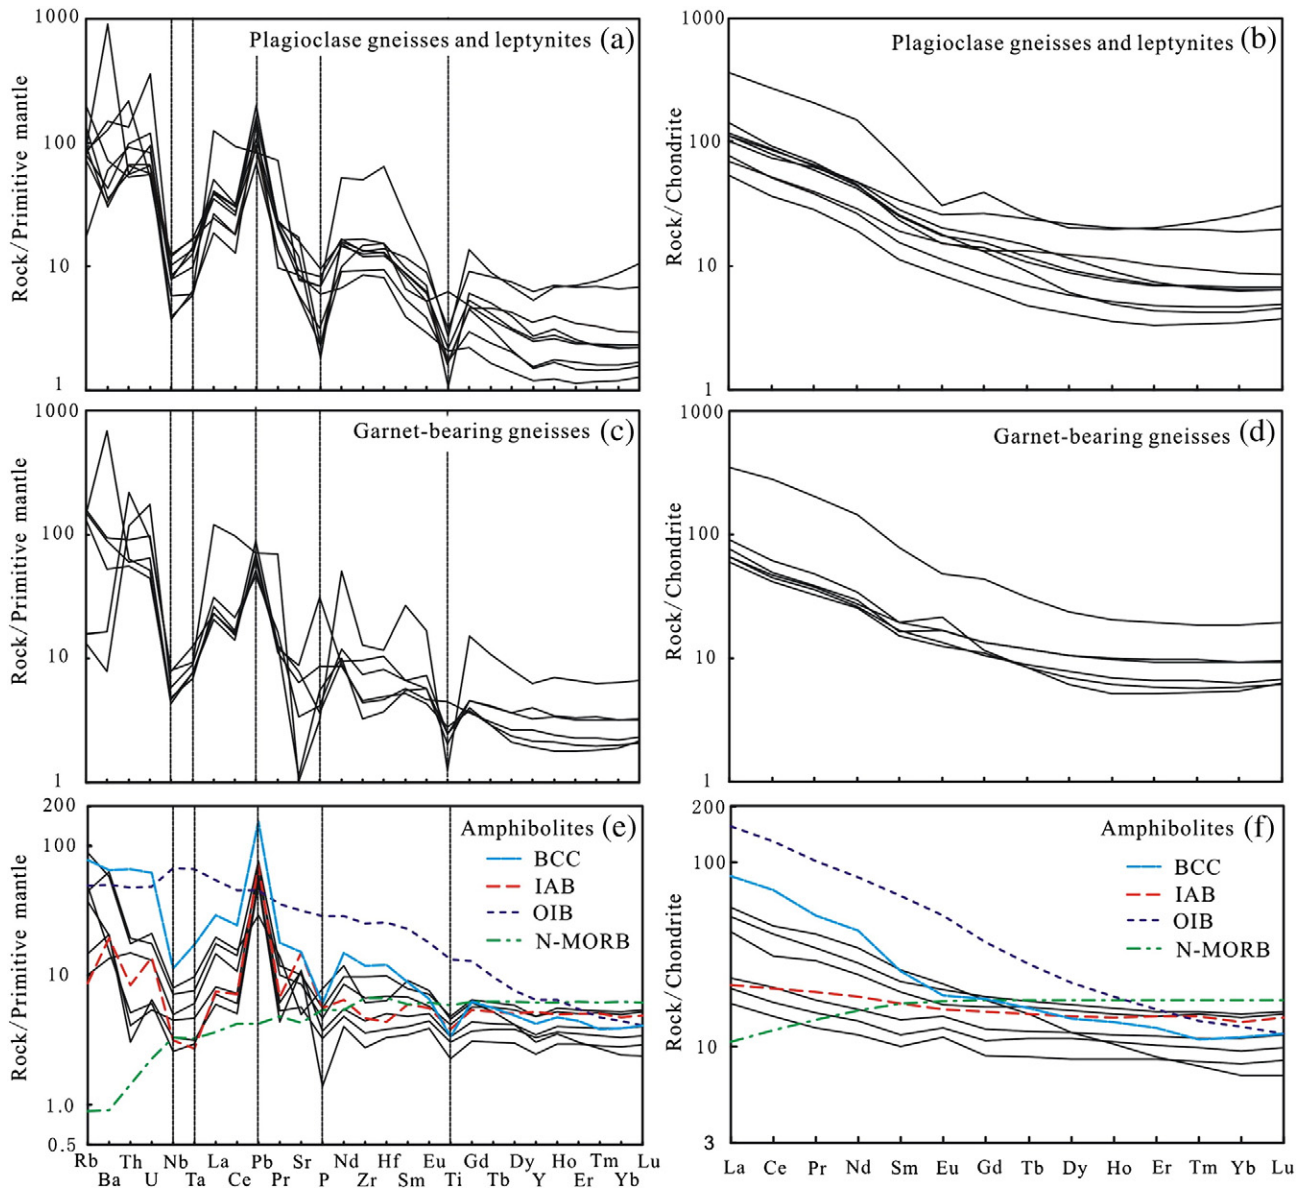 1000
100
10
1
Rock/Primitive mantle
Plagioclase gneisses and leptynites (a)
1000
100
10
1
Rock/Chondrite
Plagioclase gneisses and leptynites (b)
1000
100
10
1
Rock/Primitive mantle
Garnet-bearing gneisses (c)
1000
100
10
1
Rock/Chondrite
Garnet-bearing gneisses (d)
200
100
10
1.0
0.5
Rock/Primitive mantle
Amphibolites (e)
BCC
IAB
OIB
N-MORB
Rb Th Nb La Pb Sr Nd Hf Eu Gd Dy Ho Tm Lu
Ba U Ta Ce Pr P Zr Sm Ti Tb Y Er Yb
200
100
10
3
Rock/Chondrite
Amphibolites (f)
BCC
IAB
OIB
N-MORB
La Ce Pr Nd Sm Eu Gd Tb Dy Ho Er Tm Yb Lu